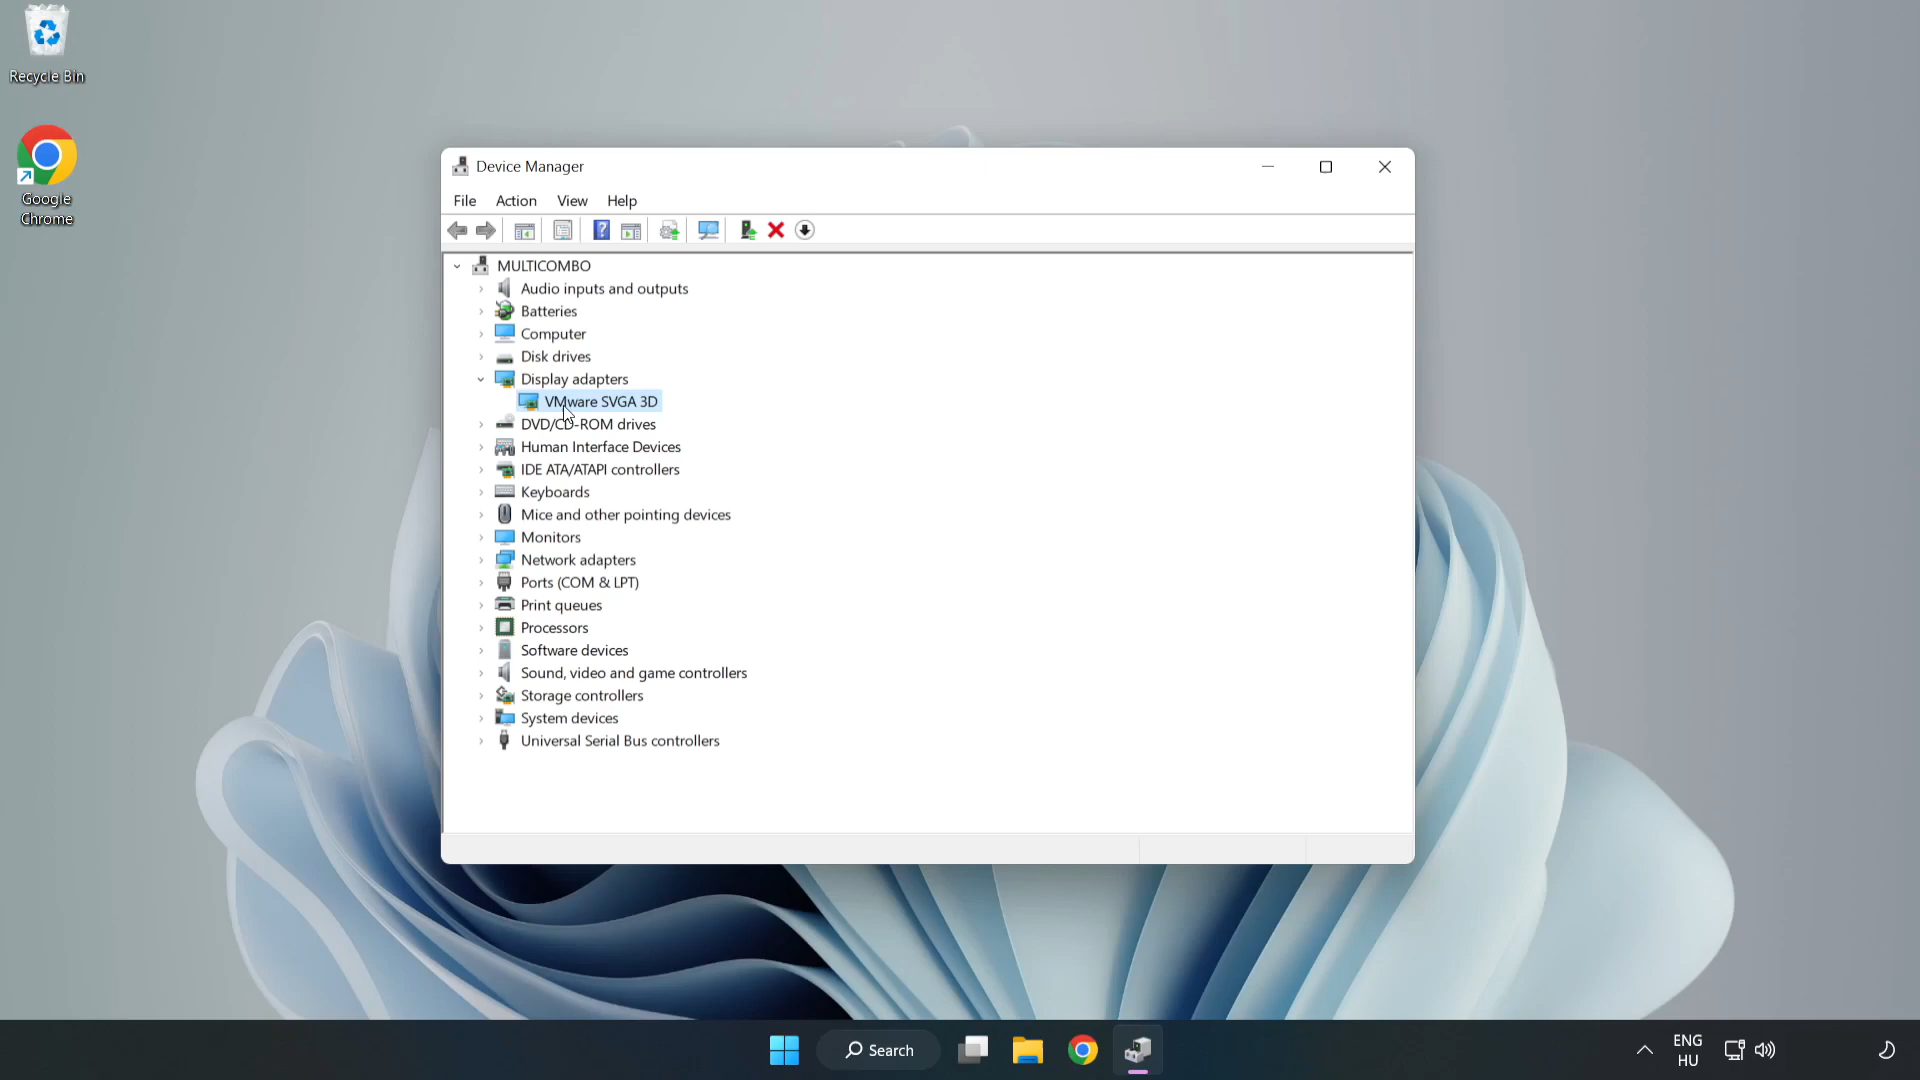 Recycle Bin
Google
Chrome
Device Manager
File Action View Help
MULTICOMBO
Audio inputs and outputs
Batteries
Computer
Disk drives
Display adapters
VMware SVGA 3D
DVD/CD-ROM drives
Human Interface Devices
IDE ATA/ATAPI controllers
Keyboards
Mice and other pointing devices
Monitors
Network adapters
Ports (COM & LPT)
Print queues
Processors
Software devices
Sound, video and game controllers
Storage controllers
System devices
Universal Serial Bus controllers
Search
ENG
HU